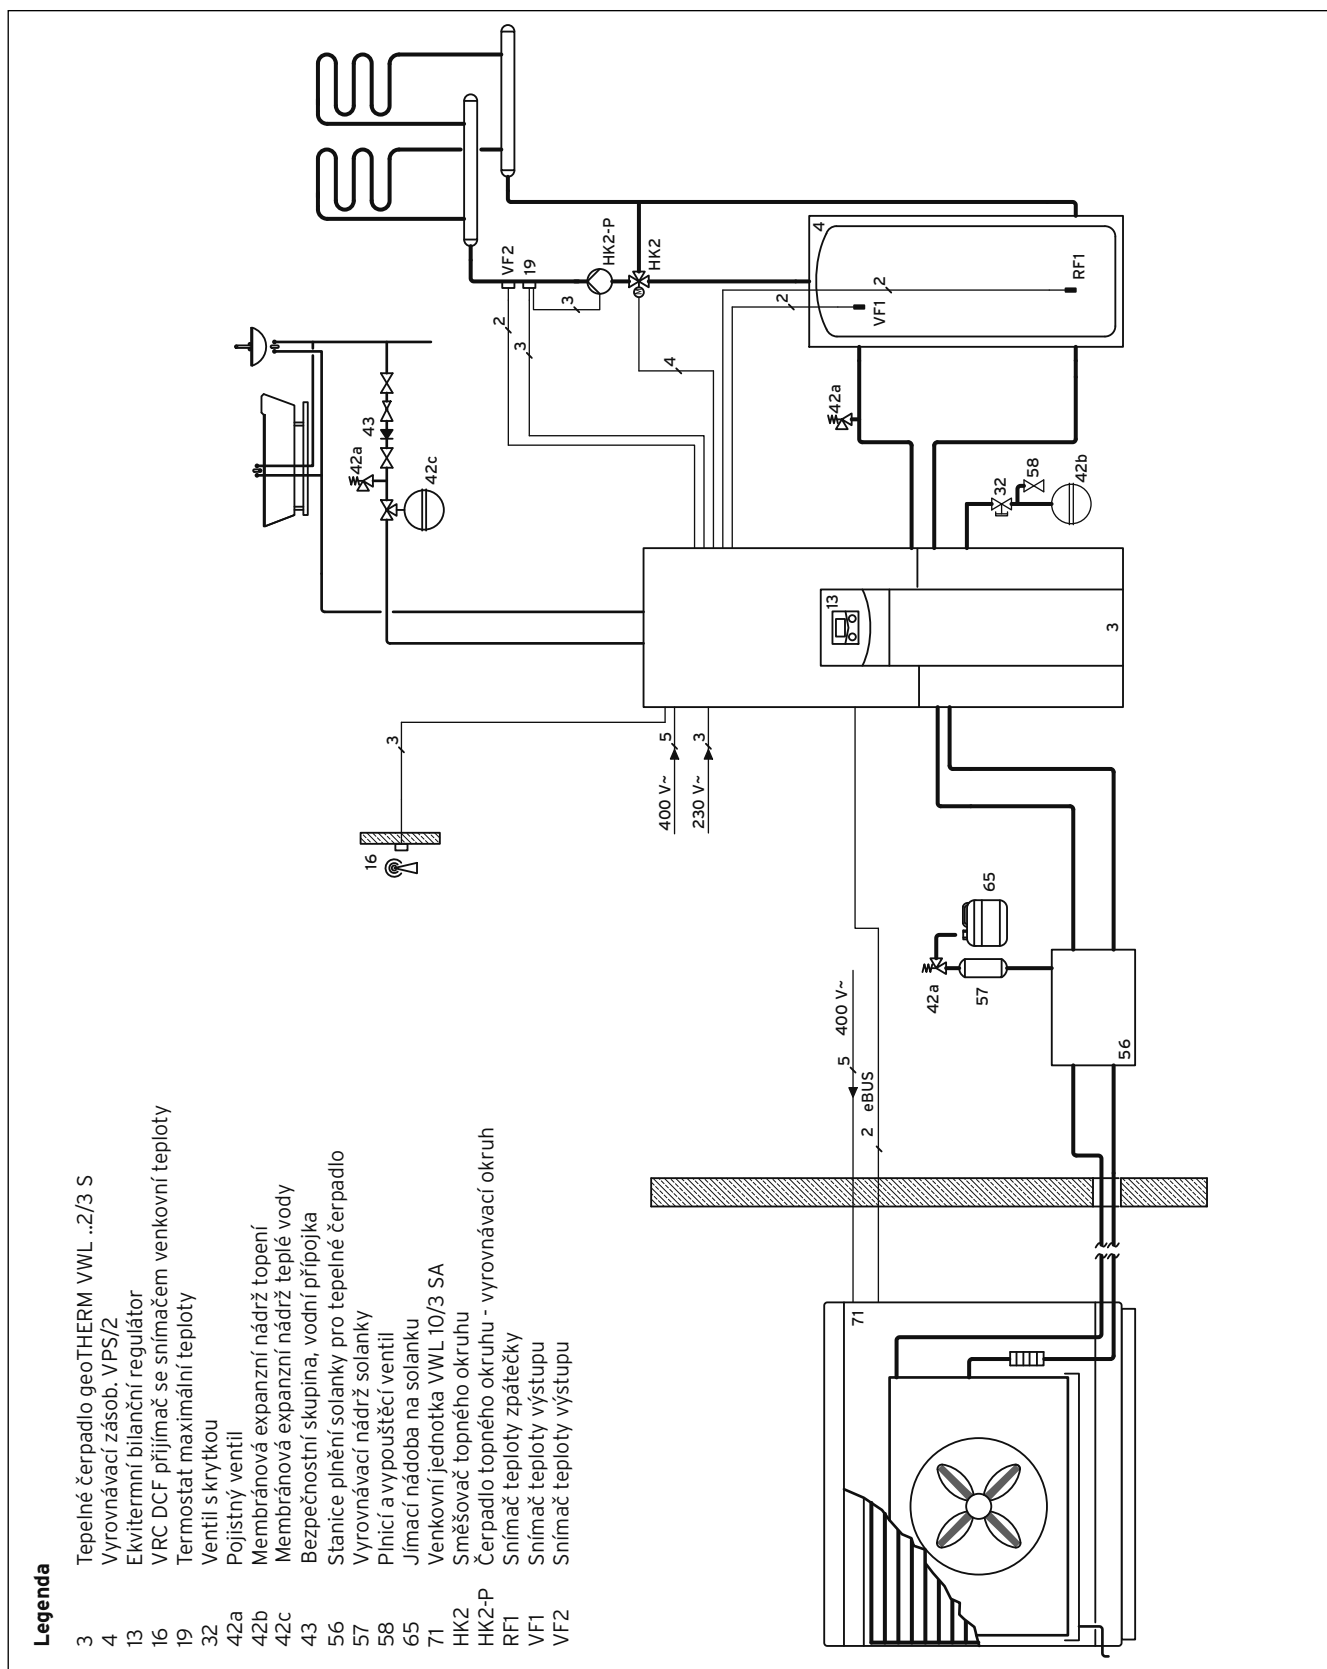 Legenda
3 Tepelné čerpadlo geoTHERM VWL ..2/3 S
4 Vyrovnávací zásob. VPS/2
13 Ekvitermní bilanční regulátor
16 VRC DCF přijímač se snímačem venkovní teploty
19 Termostat maximální teploty
32 Ventil s krytkou
42a Pojistný ventil
42b Membránová expanzní nádrž topení
42c Membránová expanzní nádrž teplé vody
43 Bezpečnostní skupina, vodní přípojka
56 Stanice plnění solanky pro tepelné čerpadlo
57 Vyrovnávací nádrž solanky
58 Plnicí a vypouštěcí ventil
65 Jímací nádoba na solanku
71 Venkovní jednotka VWL 10/3 SA
HK2 Směšovač topného okruhu
HK2-P Čerpadlo topného okruhu - vyrovnávací okruh
RF1 Snímač teploty zpátečky
VF1 Snímač teploty výstupu
VF2 Snímač teploty výstupu
16
3
400 V~
5
230 V~
3
42a
43
42c
VF2
19
HK2-P
HK2
2
3
3
4
2
2
4
VF1
RF1
42a
32
58
42b
13
3
42a
57
65
56
5
400 V~
2
eBUS
71